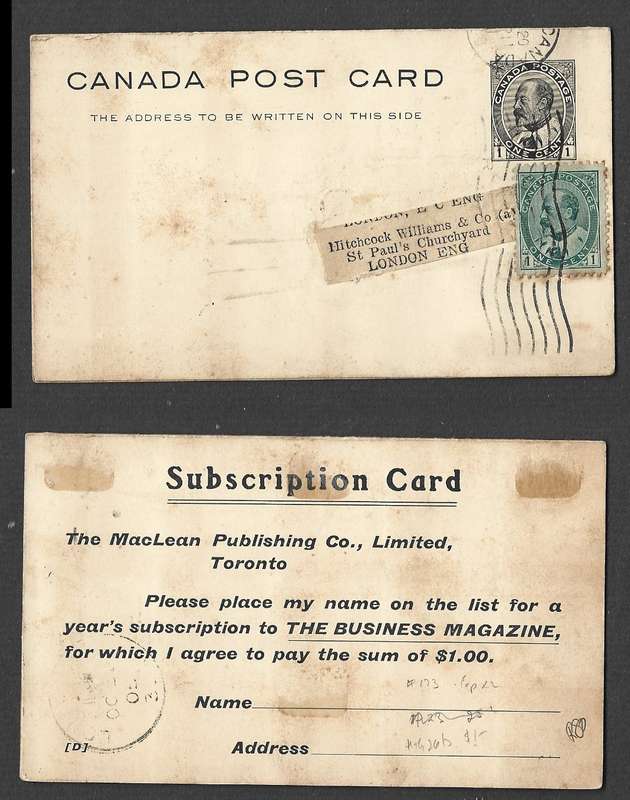 CANADA POST CARD
THE ADDRESS TO BE WRITTEN ON THIS SIDE
CANADA POSTAGE
1 ONE CENT 1
CANADA POSTAGE
1 ONE CENT 1
LONDON, E C ENG
Hitchcock Williams & Co (a)
St Paul's Churchyard
LONDON ENG
Subscription Card
The MacLean Publishing Co., Limited,
Toronto
Please place my name on the list for a
year's subscription to THE BUSINESS MAGAZINE,
for which I agree to pay the sum of $1.00.
Name
[D] Address